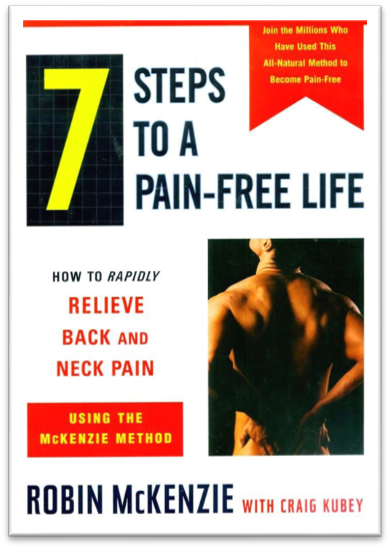 Join the Millions Who
Have Used This
All-Natural Method to
Become Pain-Free
7
STEPS
TO A
PAIN-FREE LIFE
HOW TO RAPIDLY
RELIEVE
BACK AND
NECK PAIN
USING THE
McKENZIE METHOD
ROBIN McKENZIE WITH CRAIG KUBEY